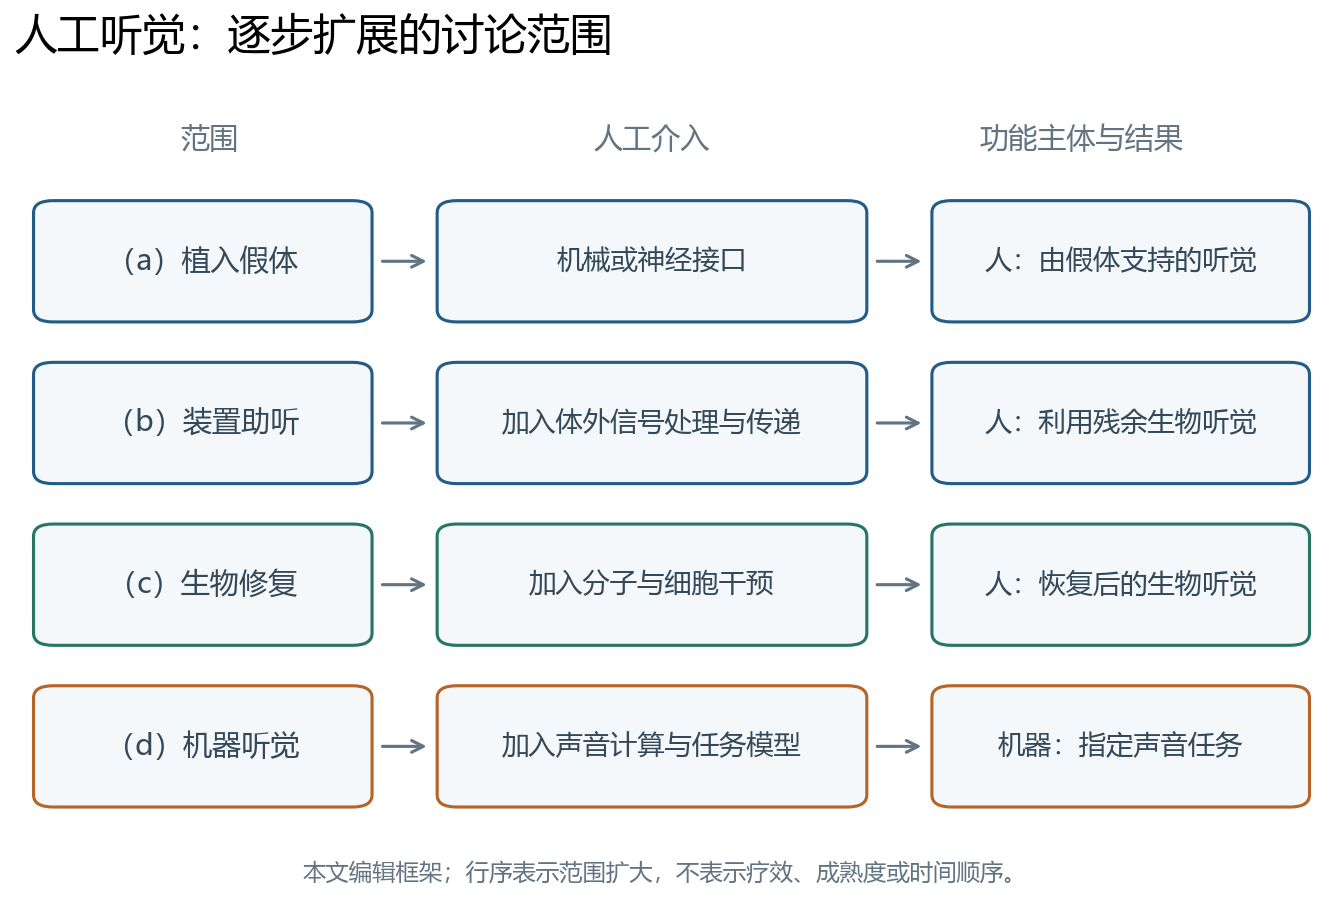 人工听觉：逐步扩展的讨论范围
范围 人工介入 功能主体与结果
（a）植入假体 机械或神经接口 人：由假体支持的听觉
（b）装置助听 加入体外信号处理与传递 人：利用残余生物听觉
（c）生物修复 加入分子与细胞干预 人：恢复后的生物听觉
（d）机器听觉 加入声音计算与任务模型 机器：指定声音任务
本文编辑框架；行序表示范围扩大，不表示疗效、成熟度或时间顺序。